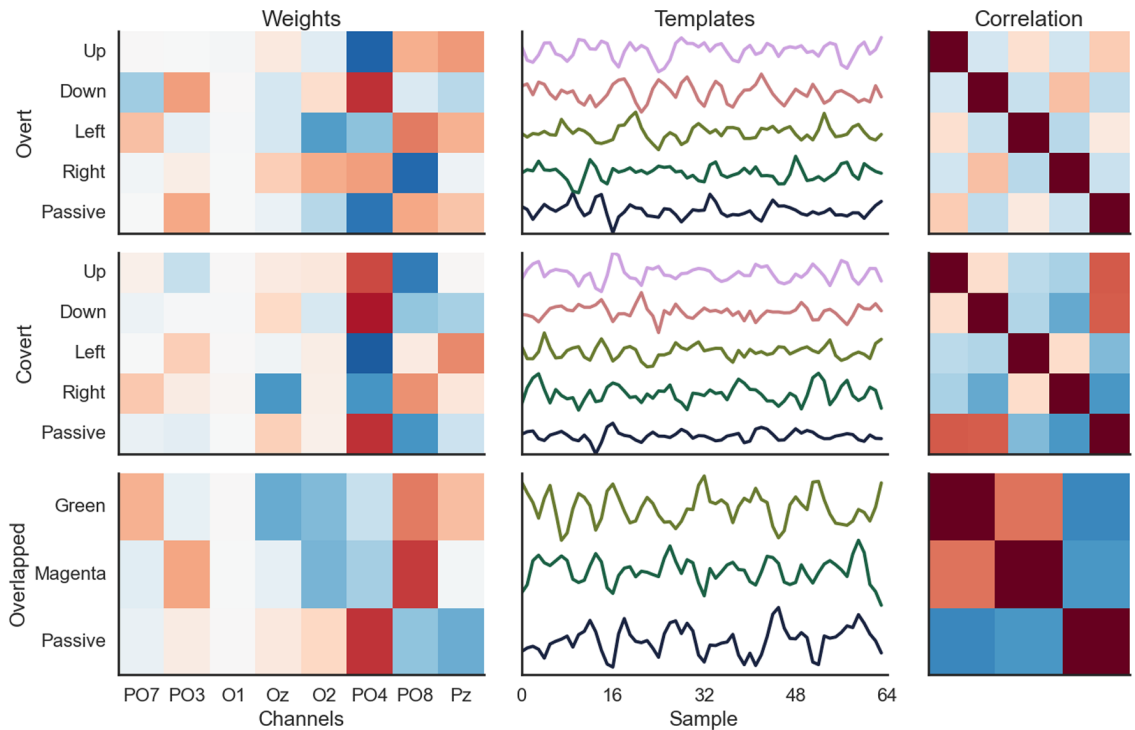 Weights Templates Correlation
Overt
Up
Down
Left
Right
Passive
Covert
Up
Down
Left
Right
Passive
Overlapped
Green
Magenta
Passive
PO7 PO3 O1 Oz O2 PO4 PO8 Pz
0 16 32 48 64
Channels Sample